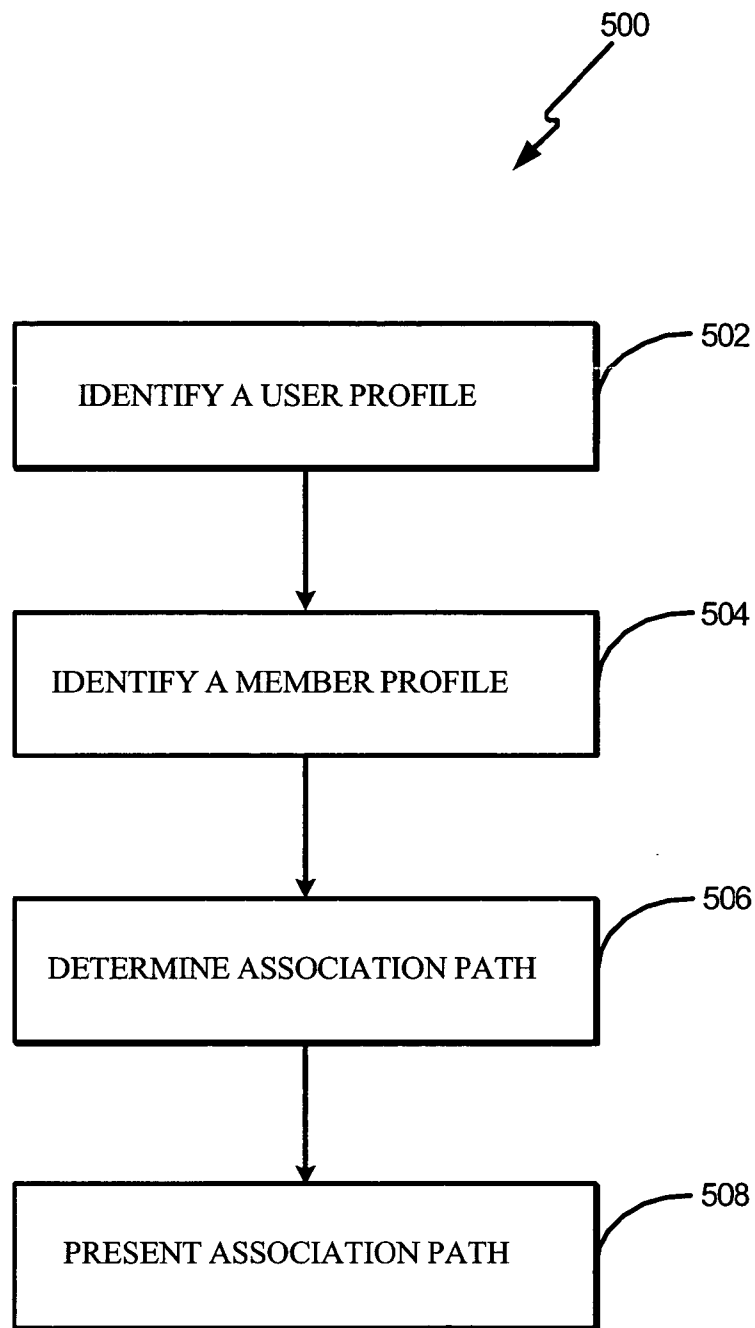 500
IDENTIFY A USER PROFILE
502
IDENTIFY A MEMBER PROFILE
504
DETERMINE ASSOCIATION PATH
506
PRESENT ASSOCIATION PATH
508